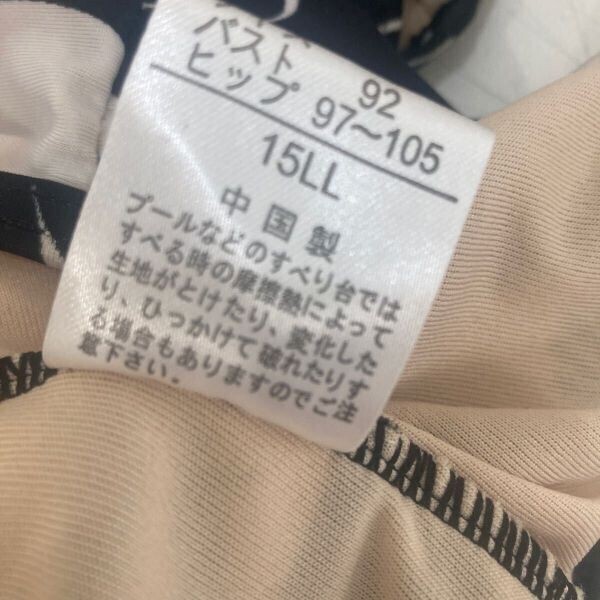 サイズ
バスト 92
ヒップ 97～105
15LL
中国製
プールなどのすべり台では
すべる時の摩擦熱によって
生地がとけたり、変化した
り、ひっかけて破れたりす
る場合もありますのでご注
意下さい。